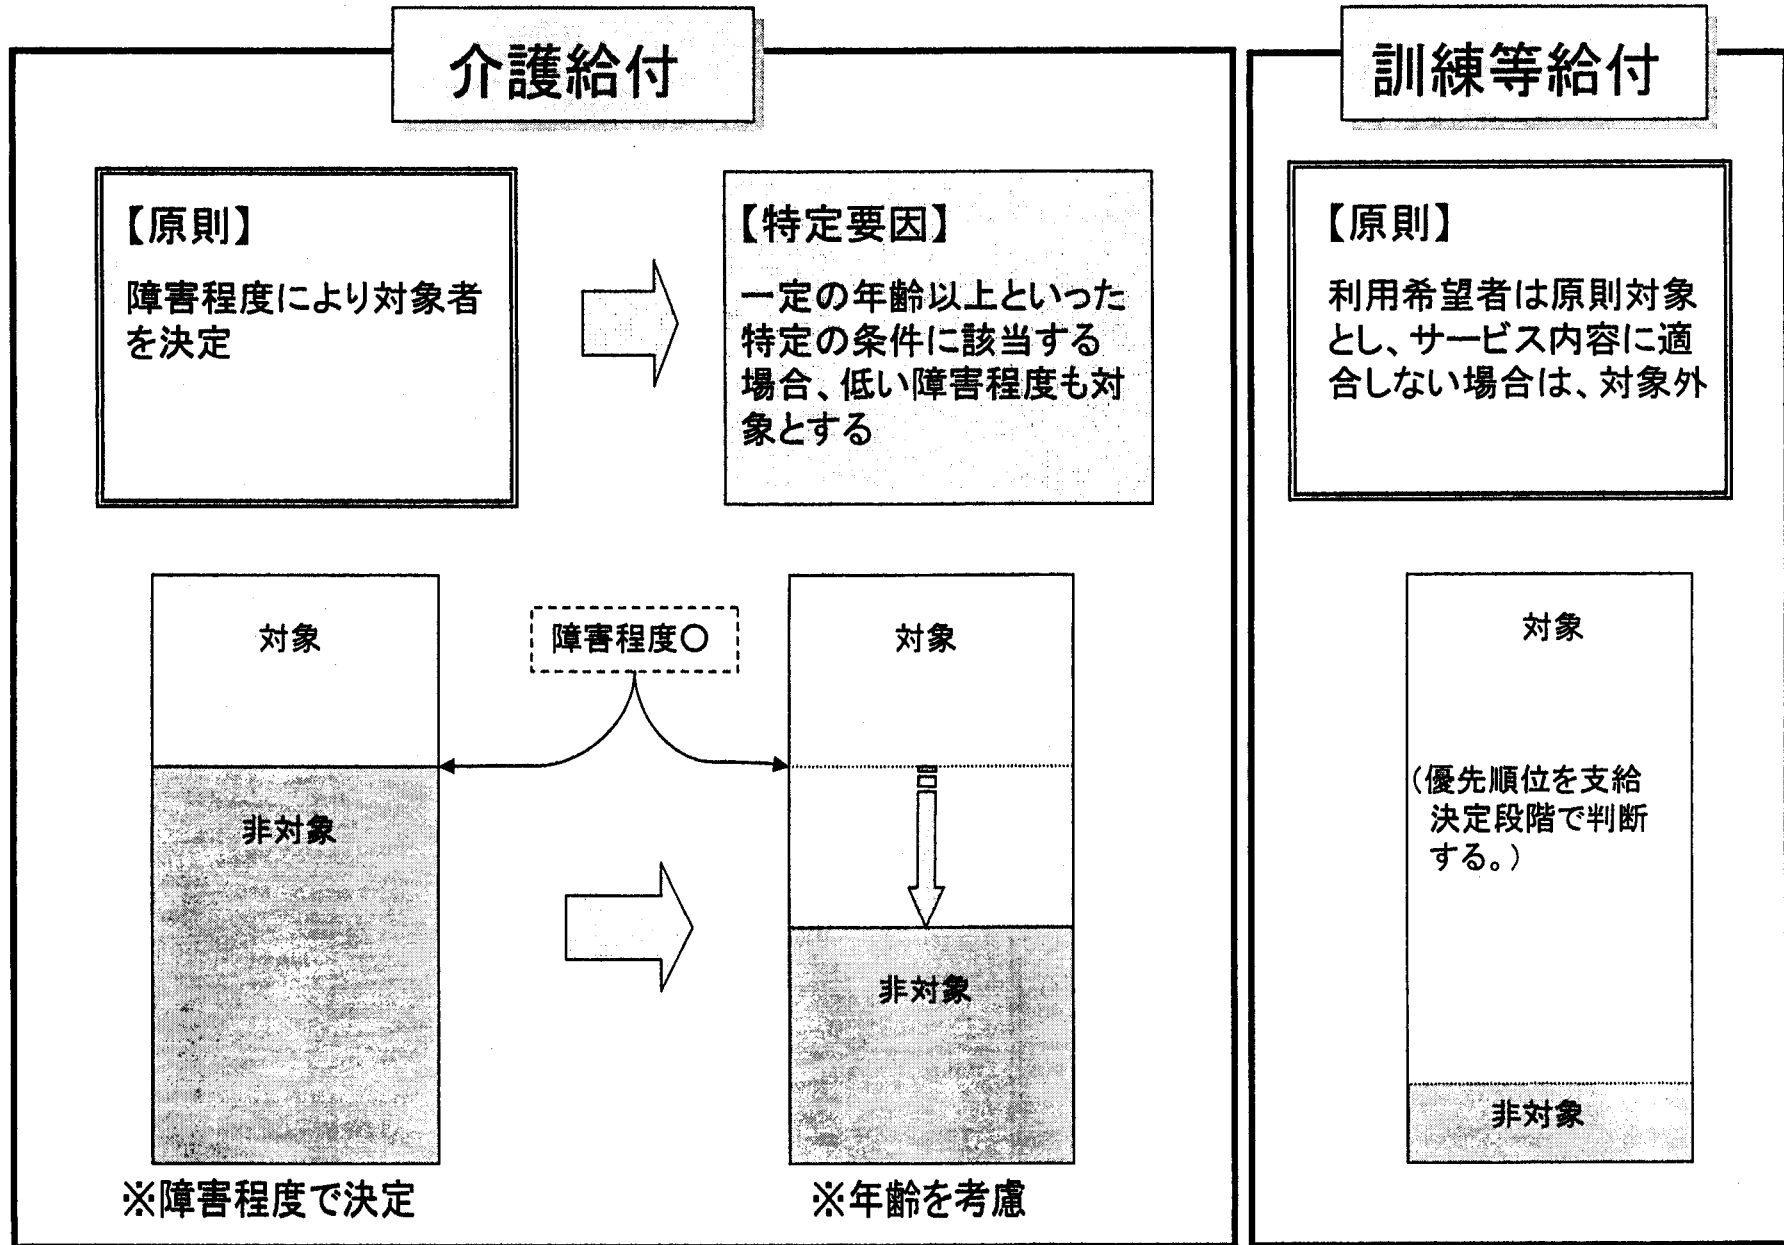 介護給付
【原則】
障害程度により対象者
を決定
【特定要因】
一定の年齢以上といった
特定の条件に該当する
場合、低い障害程度も対
象とする
対象
非対象
※障害程度で決定
障害程度○
対象
非対象
※年齢を考慮
訓練等給付
【原則】
利用希望者は原則対象
とし、サービス内容に適
合しない場合は、対象外
対象
(優先順位を支給
決定段階で判断
する。)
非対象